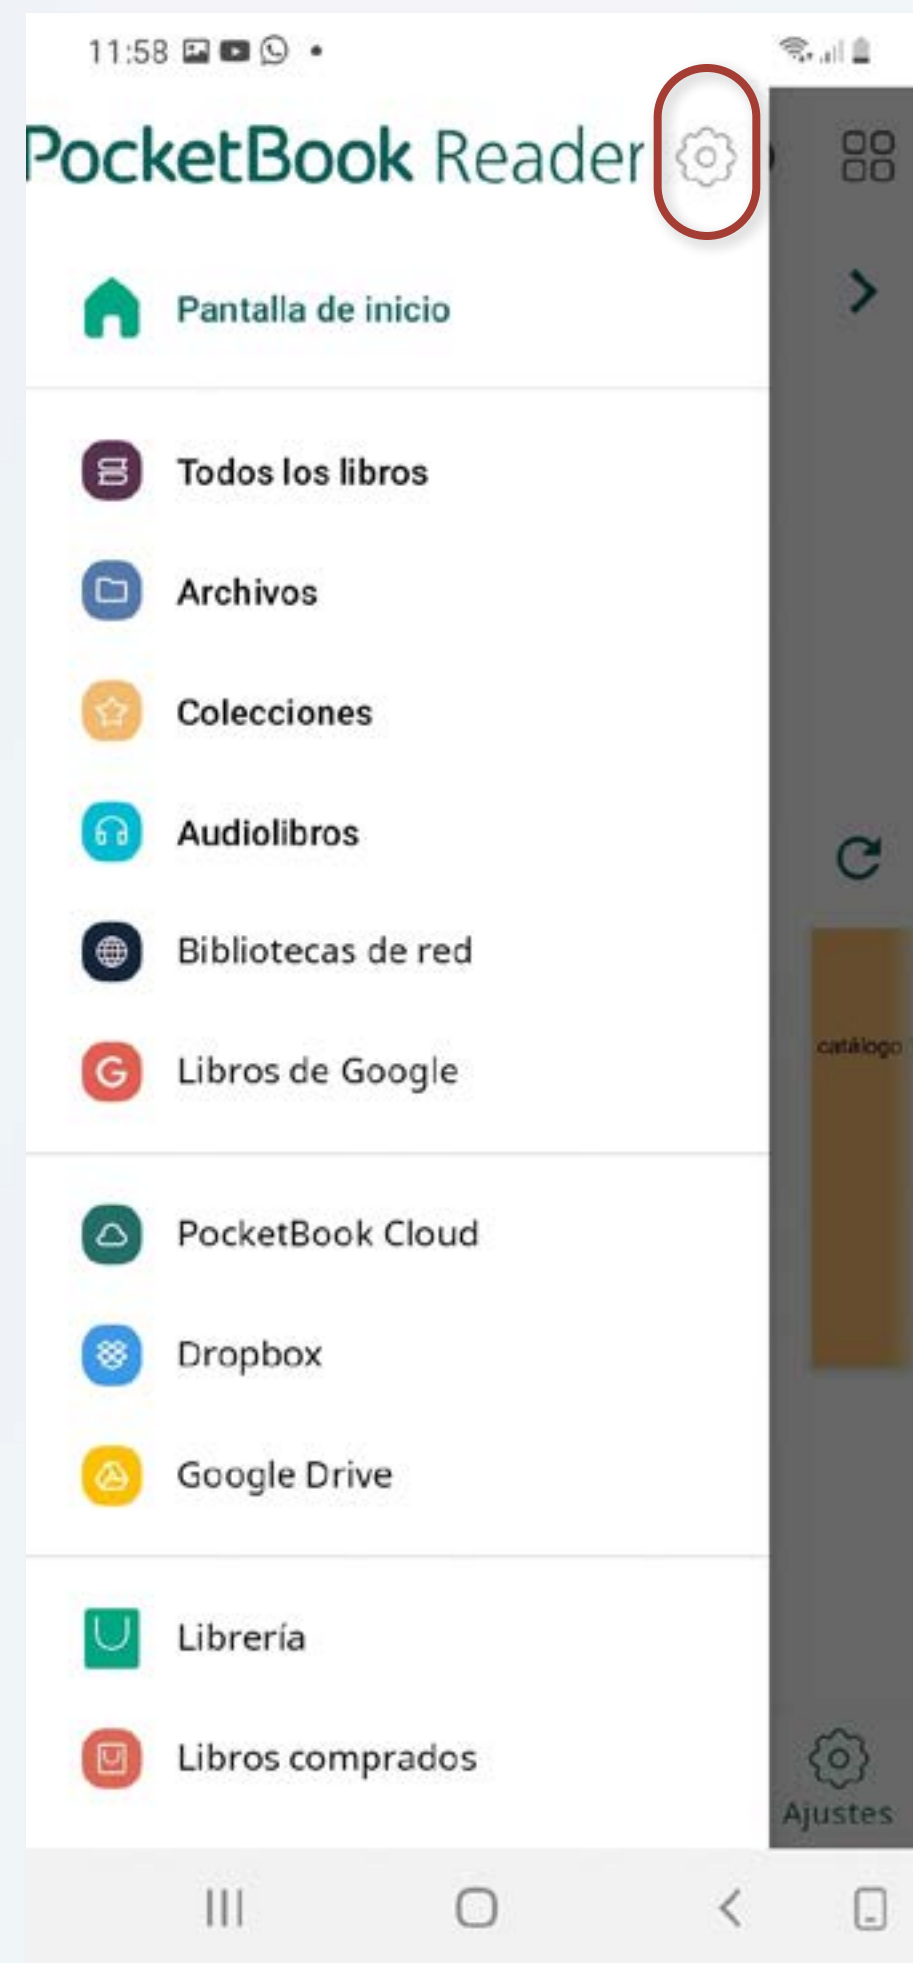 11:58
PocketBook Reader
Pantalla de inicio
Todos los libros
Archivos
Colecciones
Audiolibros
Bibliotecas de red
Libros de Google
catálogo
PocketBook Cloud
Dropbox
Google Drive
Librería
Libros comprados
Ajustes